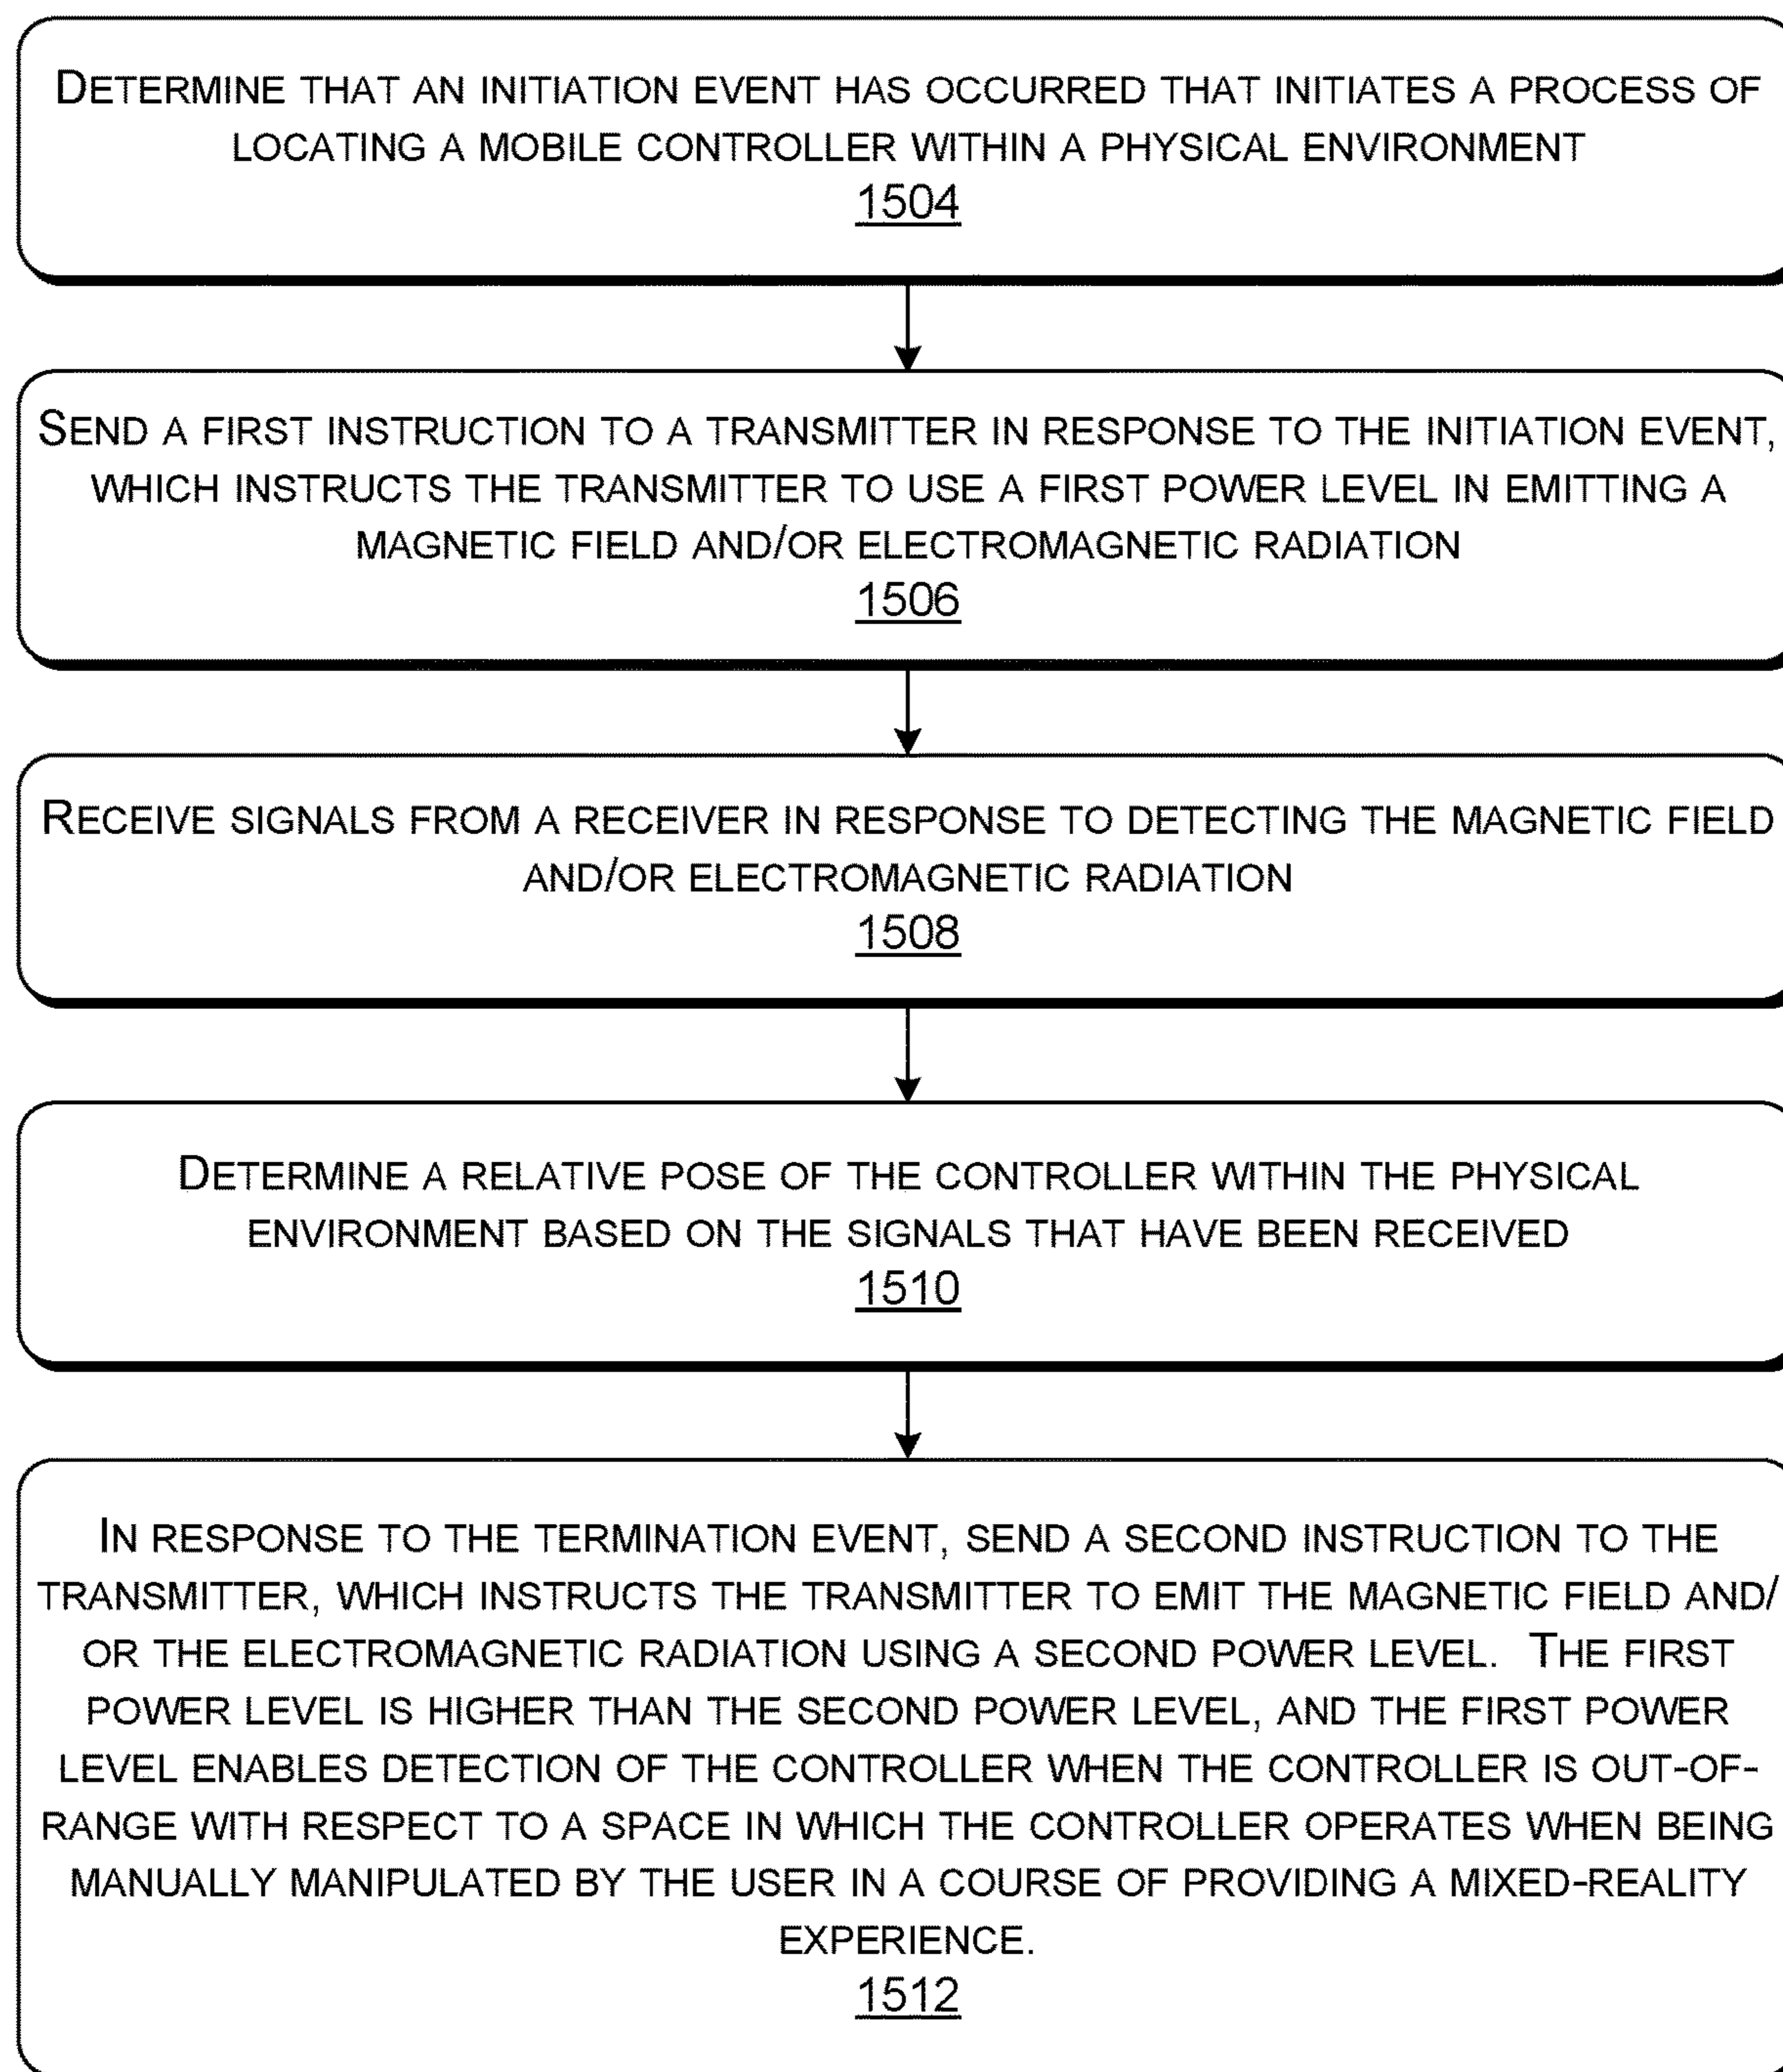 DETERMINE THAT AN INITIATION EVENT HAS OCCURRED THAT INITIATES A PROCESS OF
LOCATING A MOBILE CONTROLLER WITHIN A PHYSICAL ENVIRONMENT
1504
SEND A FIRST INSTRUCTION TO A TRANSMITTER IN RESPONSE TO THE INITIATION EVENT,
WHICH INSTRUCTS THE TRANSMITTER TO USE A FIRST POWER LEVEL IN EMITTING A
MAGNETIC FIELD AND/OR ELECTROMAGNETIC RADIATION
1506
RECEIVE SIGNALS FROM A RECEIVER IN RESPONSE TO DETECTING THE MAGNETIC FIELD
AND/OR ELECTROMAGNETIC RADIATION
1508
DETERMINE A RELATIVE POSE OF THE CONTROLLER WITHIN THE PHYSICAL
ENVIRONMENT BASED ON THE SIGNALS THAT HAVE BEEN RECEIVED
1510
IN RESPONSE TO THE TERMINATION EVENT, SEND A SECOND INSTRUCTION TO THE
TRANSMITTER, WHICH INSTRUCTS THE TRANSMITTER TO EMIT THE MAGNETIC FIELD AND/
OR THE ELECTROMAGNETIC RADIATION USING A SECOND POWER LEVEL. THE FIRST
POWER LEVEL IS HIGHER THAN THE SECOND POWER LEVEL, AND THE FIRST POWER
LEVEL ENABLES DETECTION OF THE CONTROLLER WHEN THE CONTROLLER IS OUT-OF-
RANGE WITH RESPECT TO A SPACE IN WHICH THE CONTROLLER OPERATES WHEN BEING
MANUALLY MANIPULATED BY THE USER IN A COURSE OF PROVIDING A MIXED-REALITY
EXPERIENCE.
1512